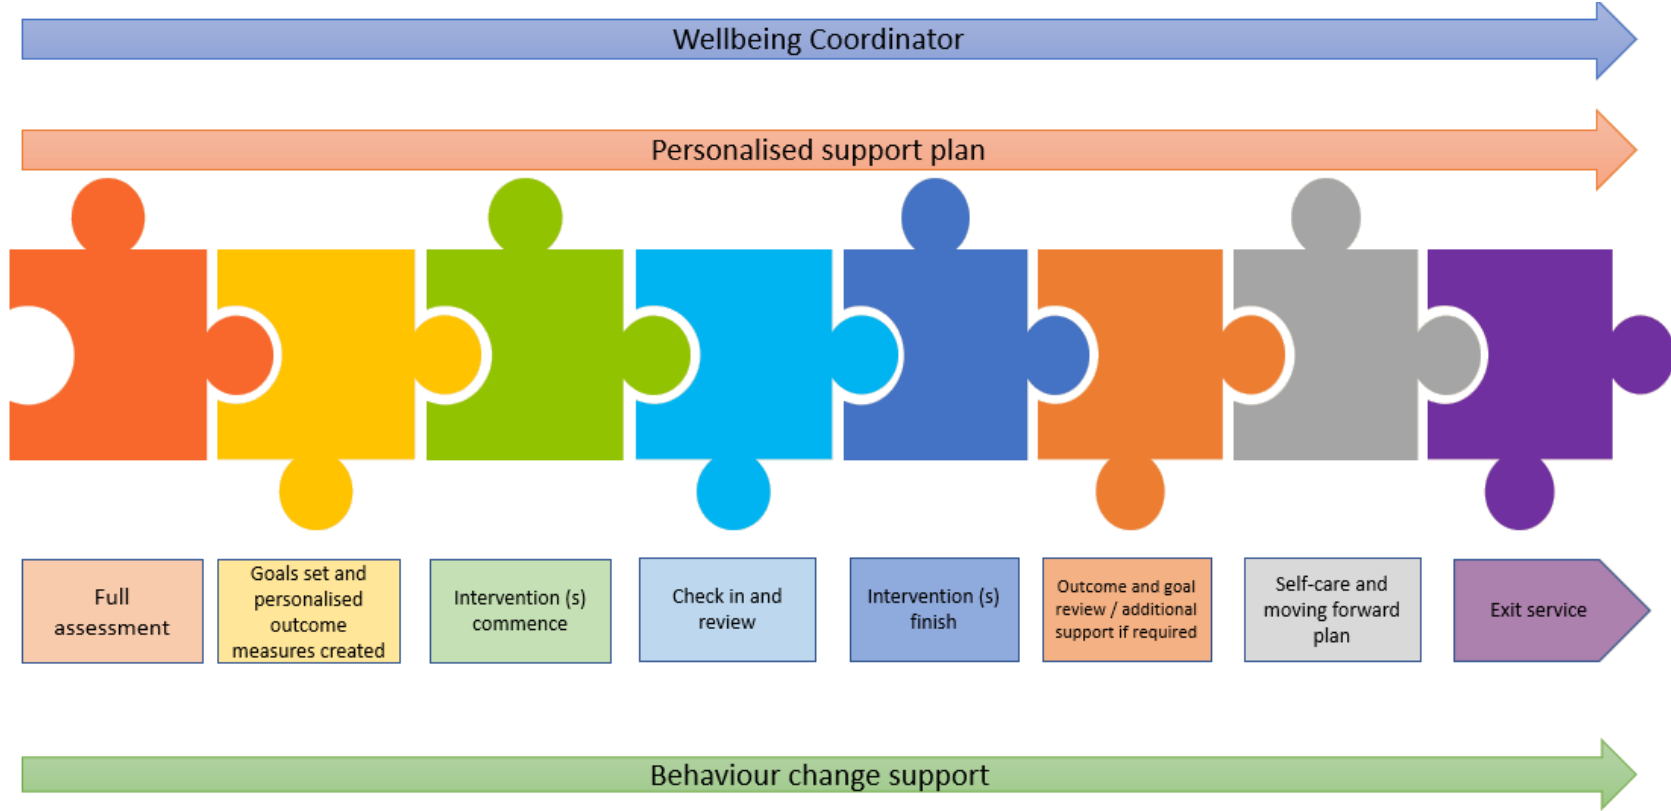 Wellbeing Coordinator
Personalised support plan
Full
assessment
Goals set and
personalised
outcome
measures created
Intervention (s)
commence
Check in and
review
Intervention (s)
finish
Outcome and goal
review / additional
support if required
Self-care and
moving forward
plan
Exit service
Behaviour change support